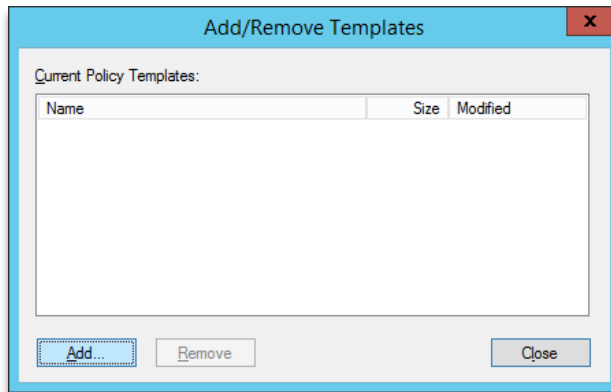 Add/Remove Templates
x
Current Policy Templates:
Name Size Modified
Add... Remove Close